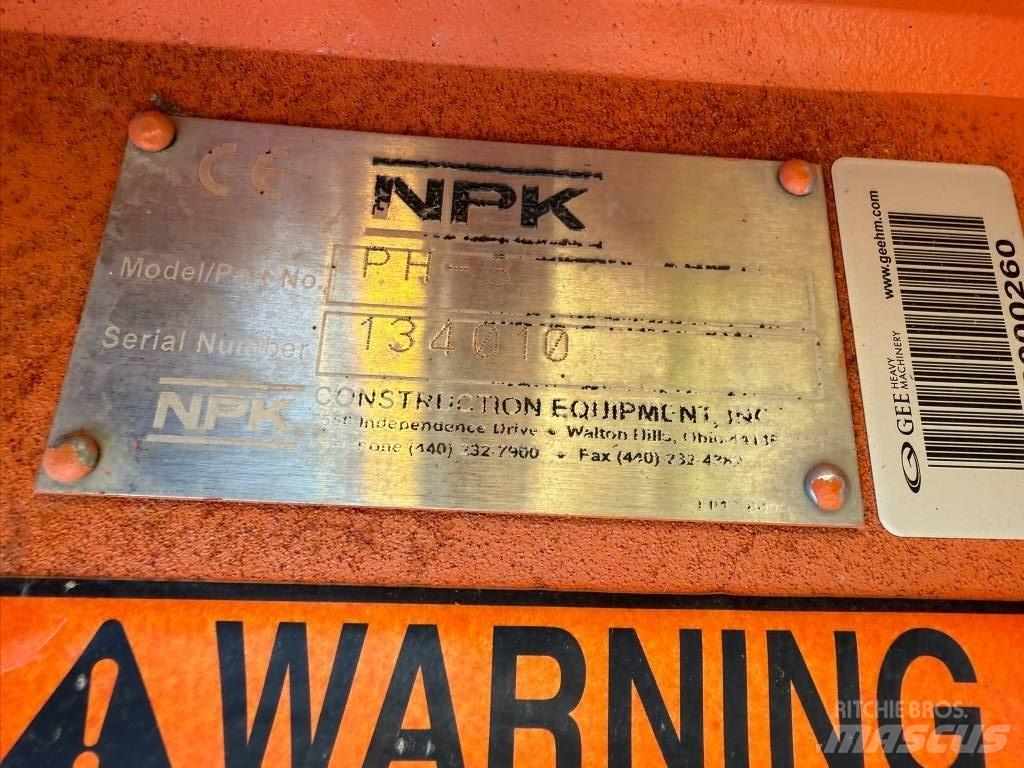 CE
NPK
Model/Part No. PH-3
Serial Number 134010
NPK CONSTRUCTION EQUIPMENT, INC
Independence Drive • Walton Hills, Ohio
(440) 232-7900 • Fax (440) 232-
www.geehm.com
GEE HEAVY
MACHINERY
000260
WARNING
RITCHIE BROS.
MASCUS